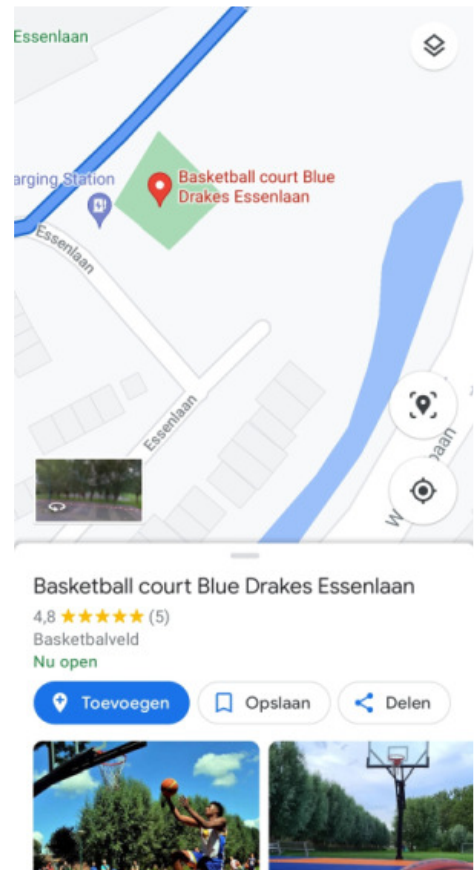 Essenlaan
arging Station
Basketball court Blue
Drakes Essenlaan
Essenlaan
Essenlaan
W
paan
Basketball court Blue Drakes Essenlaan
4,8 (5)
Basketbalveld
Nu open
Toevoegen
Opslaan
Delen